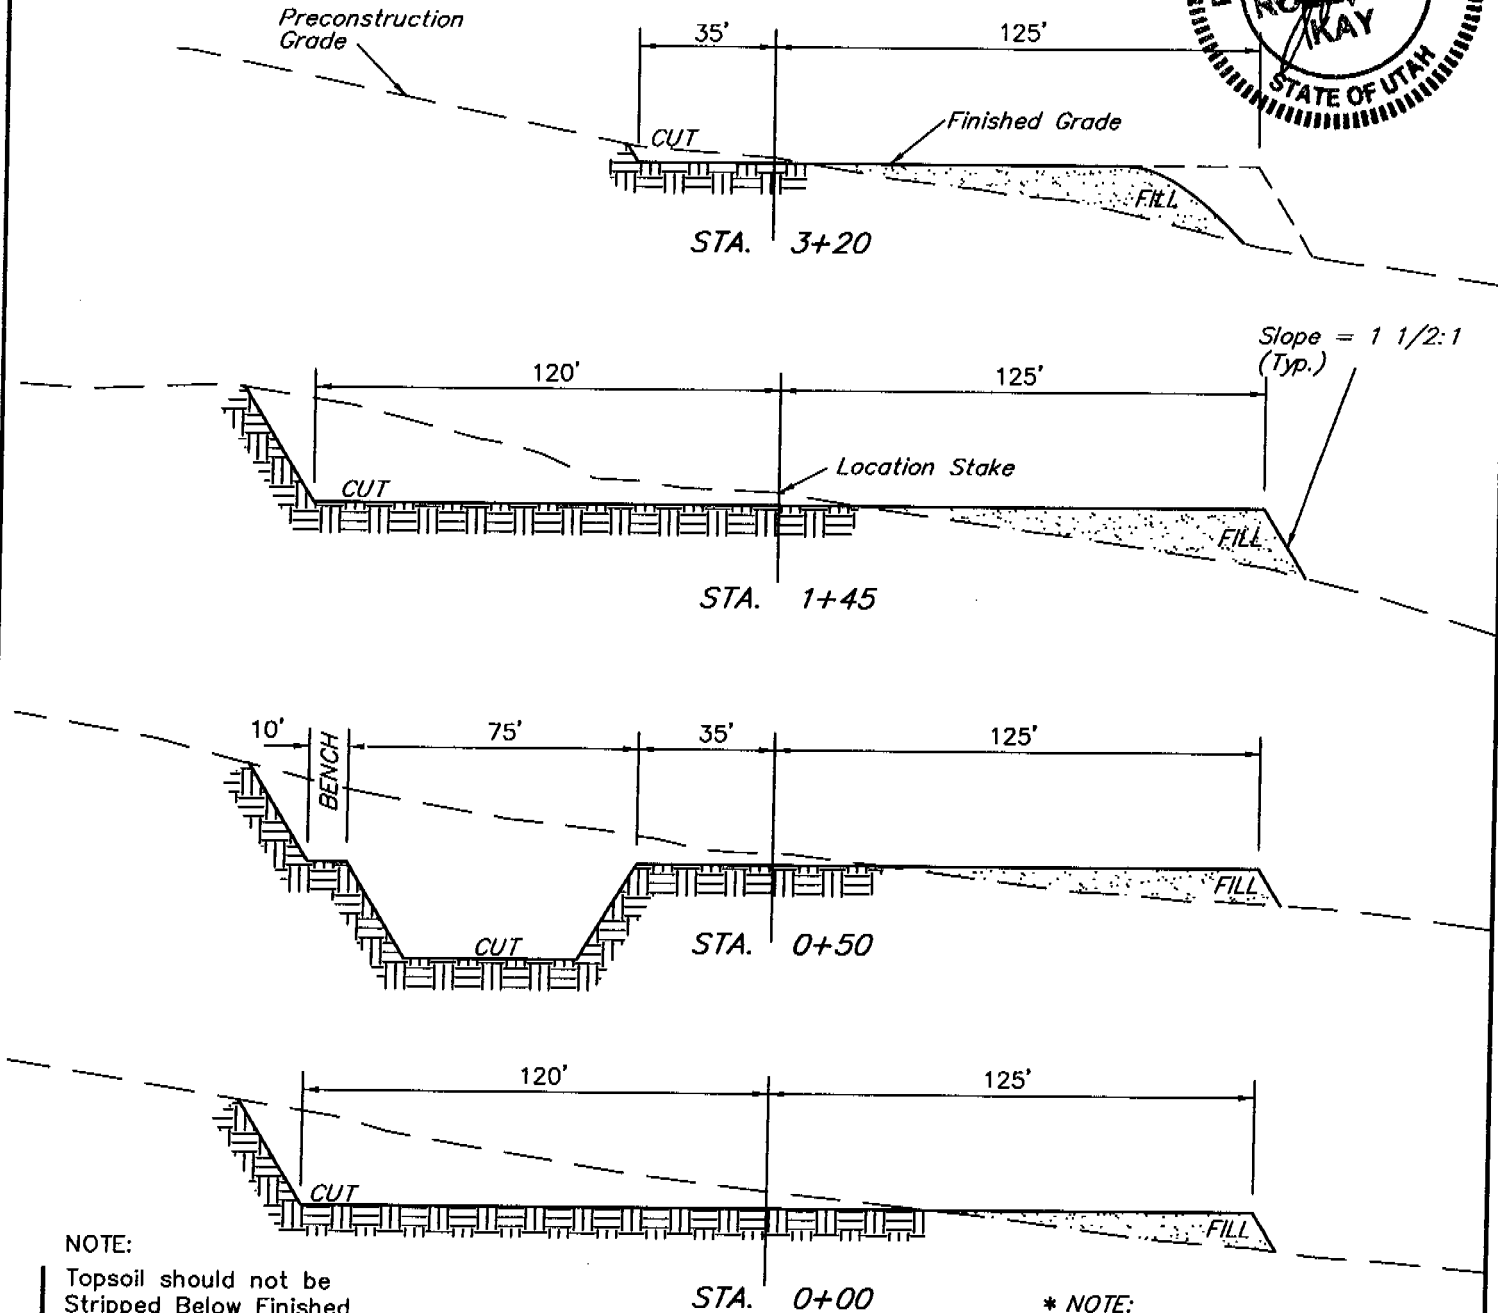 Preconstruction
Grade
35'
125'
KAY
STATE OF UTAH
CUT
Finished Grade
FILL
STA. 3+20
Slope = 1 1/2:1
(Typ.)
120'
125'
Location Stake
CUT
FILL
STA. 1+45
10'
BENCH
75'
35'
125'
CUT
FILL
STA. 0+50
120'
125'
CUT
FILL
NOTE:
Topsoil should not be
Stripped Below Finished
STA. 0+00
* NOTE: